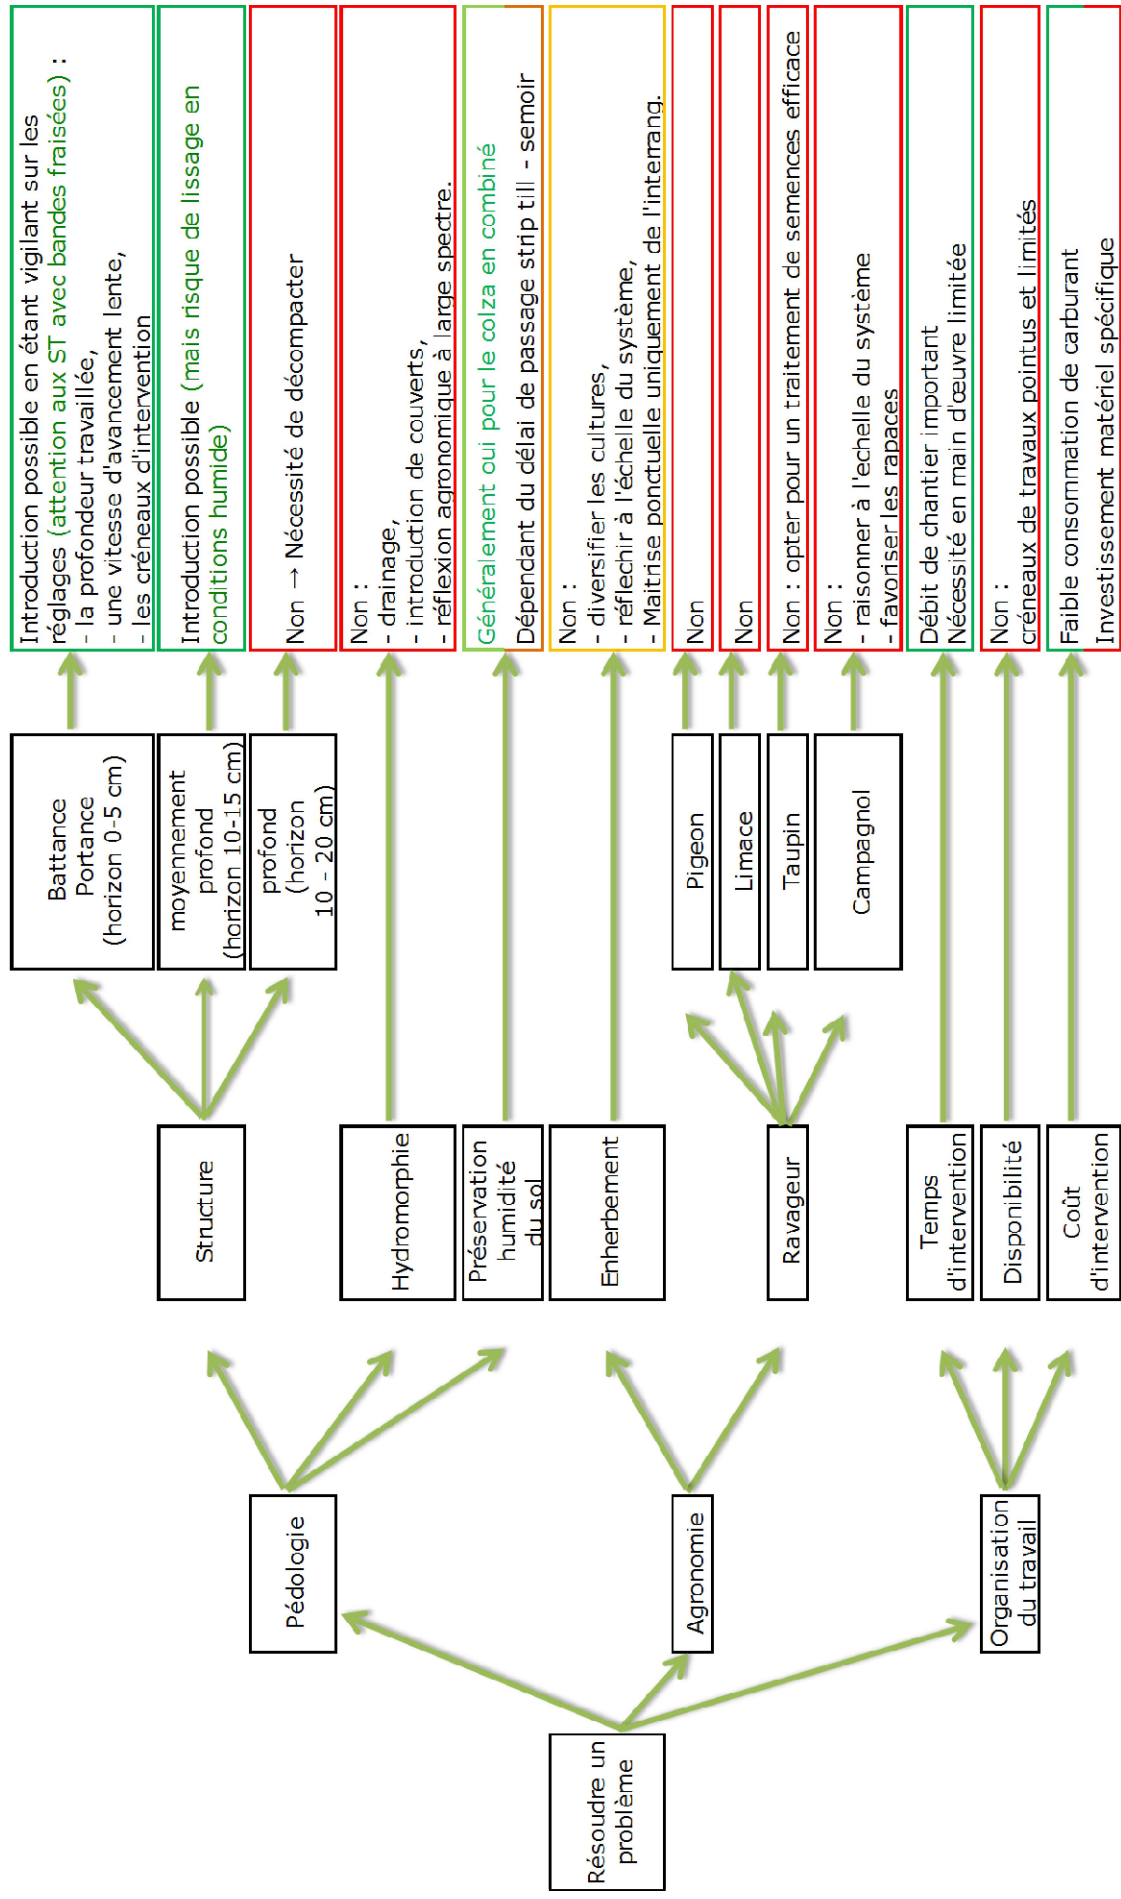 Résoudre un
problème
Pédologie
Agronomie
Organisation
du travail
Structure
Hydromorphie
Préservation
humidité
du sol
Enherbement
Ravageur
Temps
d'intervention
Disponibilité
Coût
d'intervention
Battance
Portance
(horizon 0-5 cm)
moyennement
profond
(horizon 10-15 cm)
profond
(horizon
10 - 20 cm)
Pigeon
Limace
Taupin
Campagnol
Introduction possible en étant vigilant sur les
réglages (attention aux ST avec bandes fraisées) :
- la profondeur travaillée,
- une vitesse d'avancement lente,
- les créneaux d'intervention
Introduction possible (mais risque de lissage en
conditions humide)
Non → Nécessité de décompacter
Non :
- drainage,
- introduction de couverts,
- réflexion agronomique à large spectre.
Généralement oui pour le colza en combiné
Dépendant du délai de passage strip till - semoir
Non :
- diversifier les cultures,
- réflechir à l'échelle du système,
- Maitrise ponctuelle uniquement de l'interrang.
Non
Non
Non : opter pour un traitement de semences efficace
Non :
- raisonner à l'echelle du système
- favoriser les rapaces
Débit de chantier important
Nécessité en main d'œuvre limitée
Non :
créneaux de travaux pointus et limités
Faible consommation de carburant
Investissement matériel spécifique